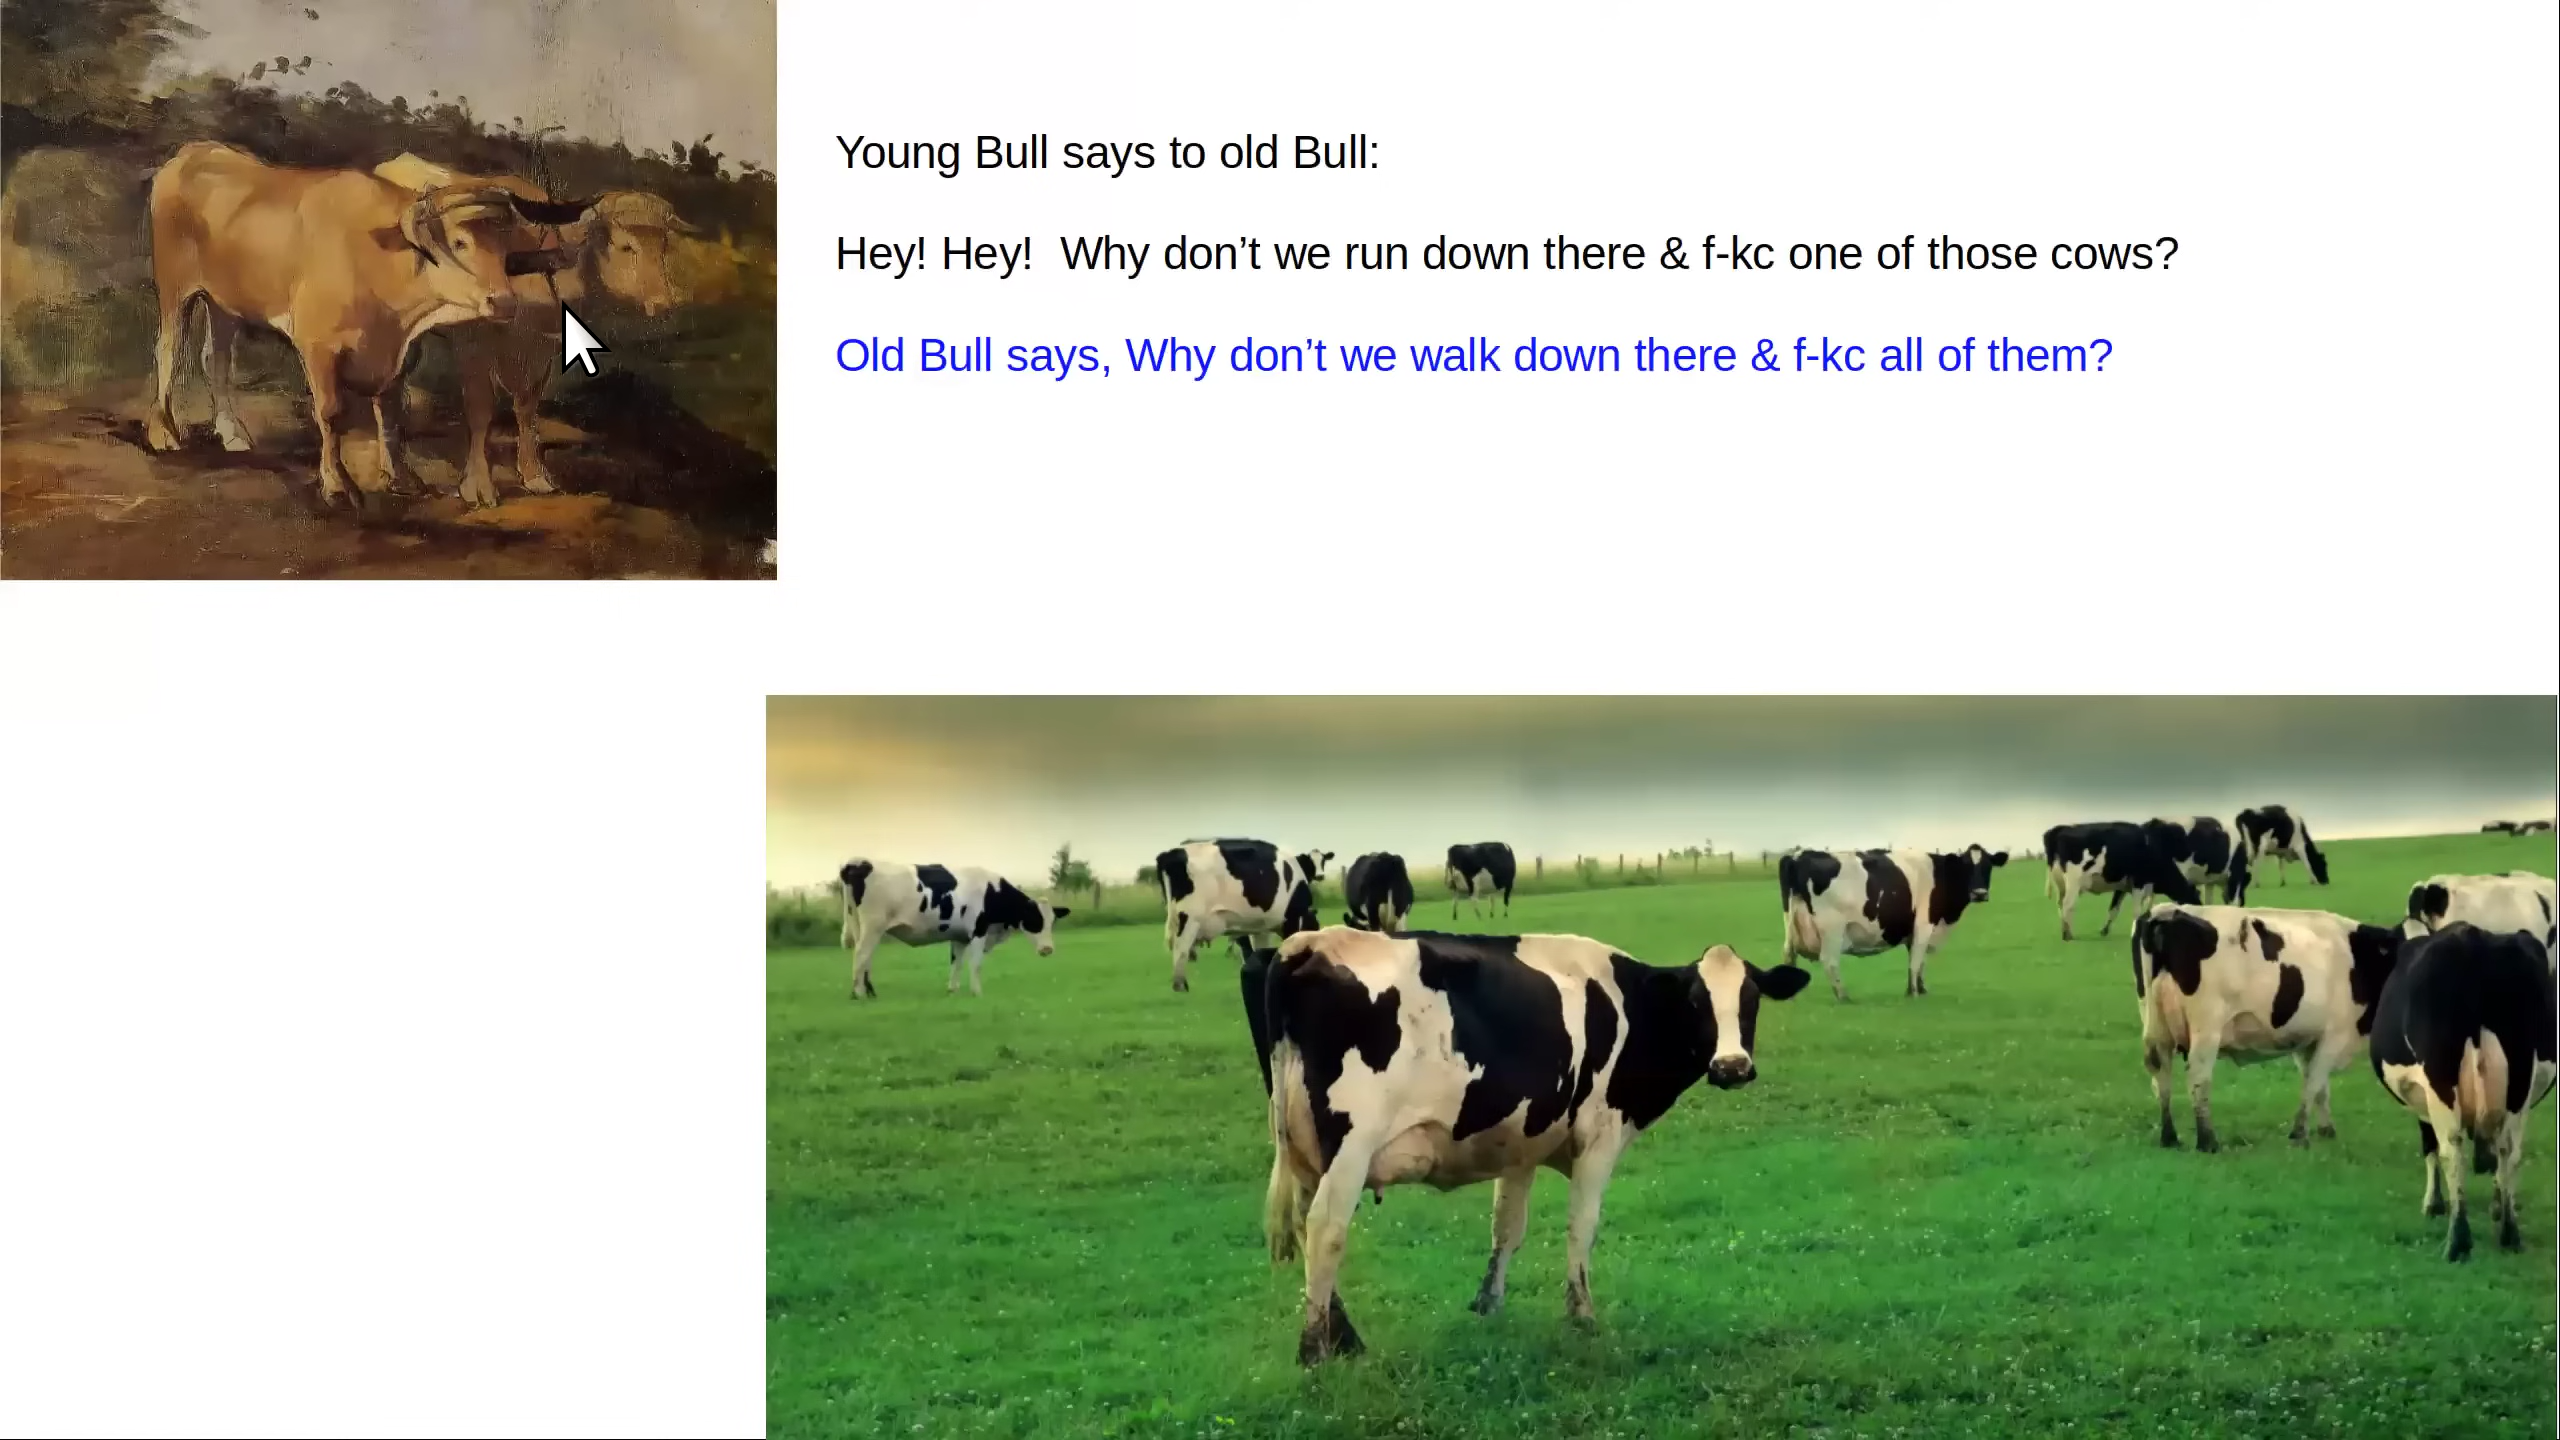 Young Bull says to old Bull:
Hey! Hey!  Why don’t we run down there & f-kc one of those cows?
Old Bull says, Why don’t we walk down there & f-kc all of them?